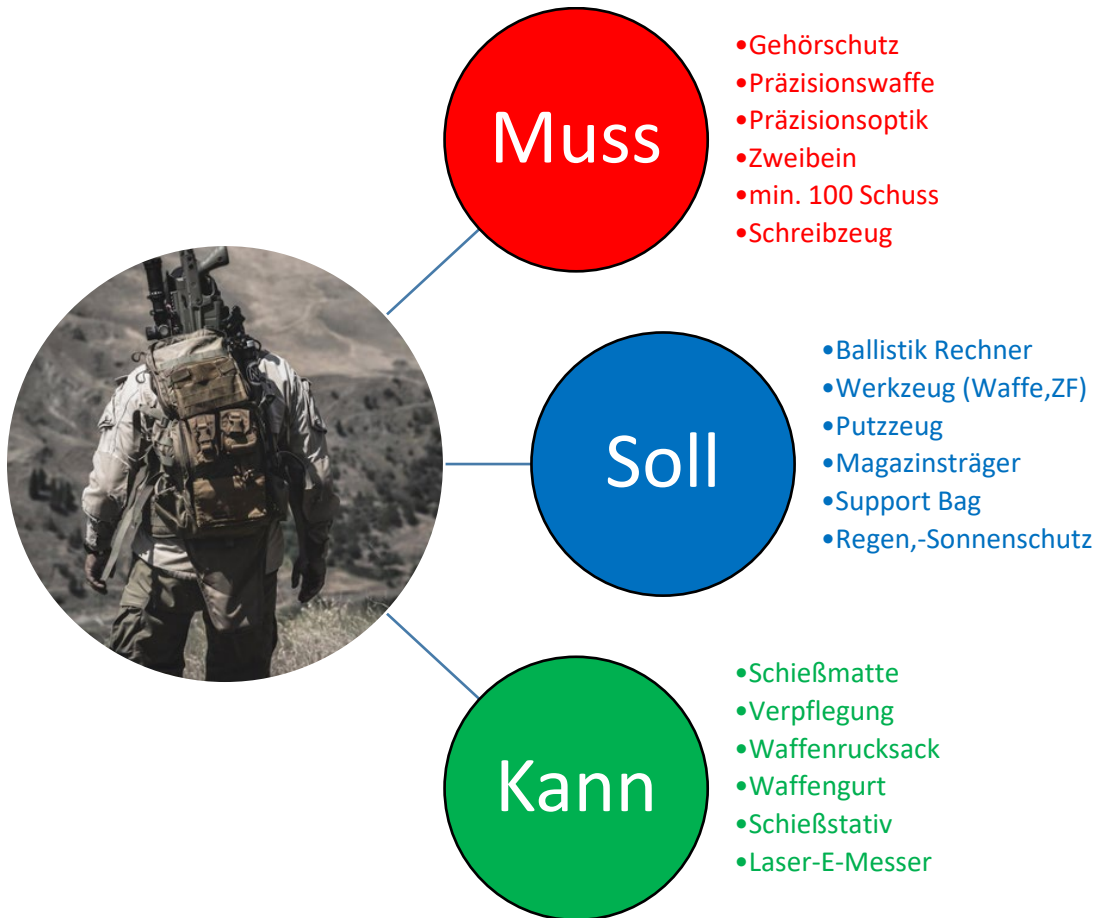 Muss
•Gehörschutz
•Präzisionswaffe
•Präzisionsoptik
•Zweibein
•min. 100 Schuss
•Schreibzeug
Soll
•Ballistik Rechner
•Werkzeug (Waffe,ZF)
•Putzzeug
•Magazinsträger
•Support Bag
•Regen,-Sonnenschutz
Kann
•Schießmatte
•Verpflegung
•Waffenrucksack
•Waffengurt
•Schießstativ
•Laser-E-Messer